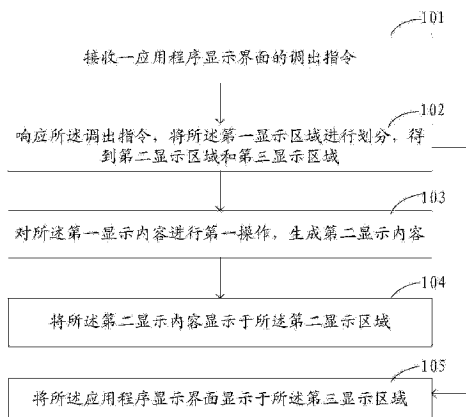 101
接收一应用程序显示界面的调出指令
102
响应所述调出指令，将所述第一显示区域进行划分，得
到第二显示区域和第三显示区域
103
对所述第一显示内容进行第一操作，生成第二显示内容
104
将所述第二显示内容显示于所述第二显示区域
105
将所述应用程序显示界面显示于所述第三显示区域